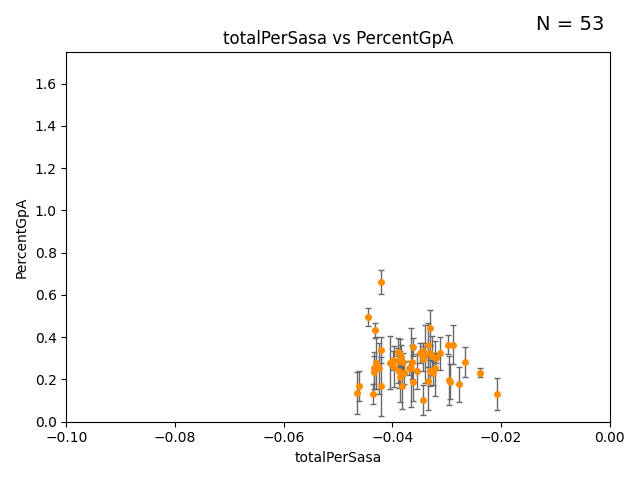 N = 53
totalPerSasa vs PercentGpA
PercentGpA
1.6
1.4
1.2
1.0
0.8
0.6
0.4
0.2
0.0
−0.10 −0.08 −0.06 −0.04 −0.02 0.00
totalPerSasa